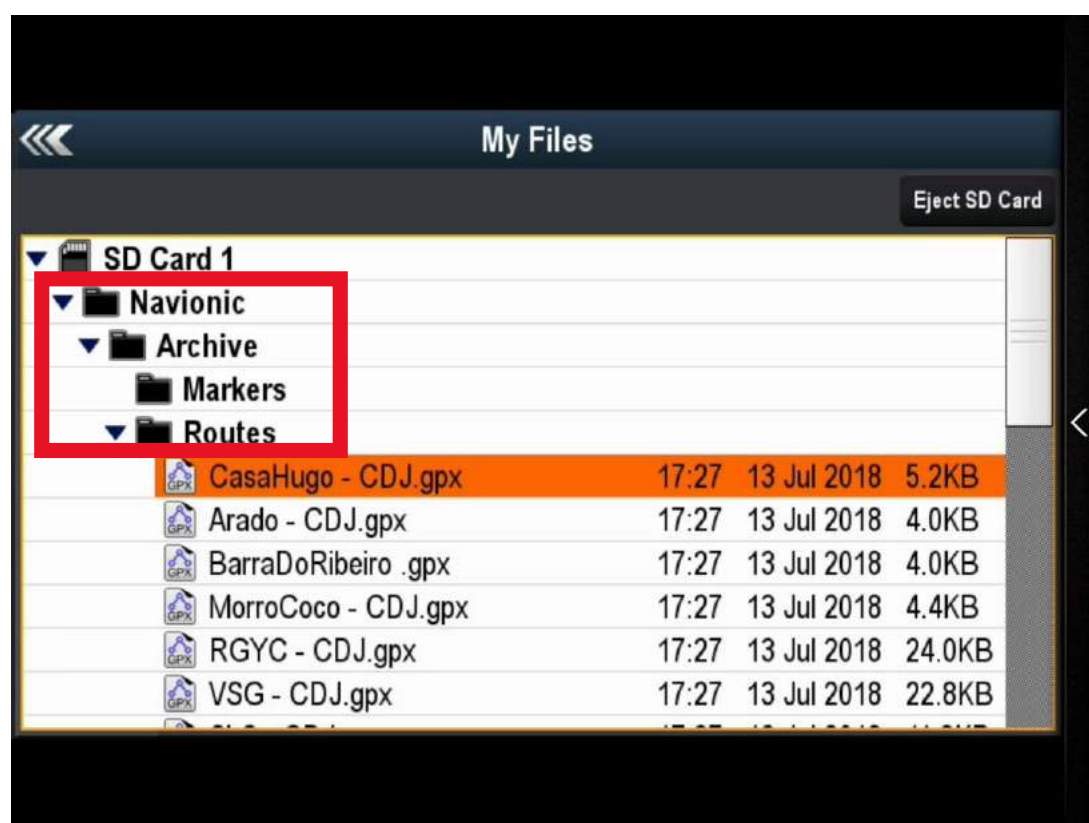 My Files
Eject SD Card
SD Card 1
Navionic
Archive
Markers
Routes
CasaHugo - CDJ.gpx 17:27 13 Jul 2018 5.2KB
Arado - CDJ.gpx 17:27 13 Jul 2018 4.0KB
BarraDoRibeiro .gpx 17:27 13 Jul 2018 4.0KB
MorroCoco - CDJ.gpx 17:27 13 Jul 2018 4.4KB
RGYC - CDJ.gpx 17:27 13 Jul 2018 24.0KB
VSG - CDJ.gpx 17:27 13 Jul 2018 22.8KB